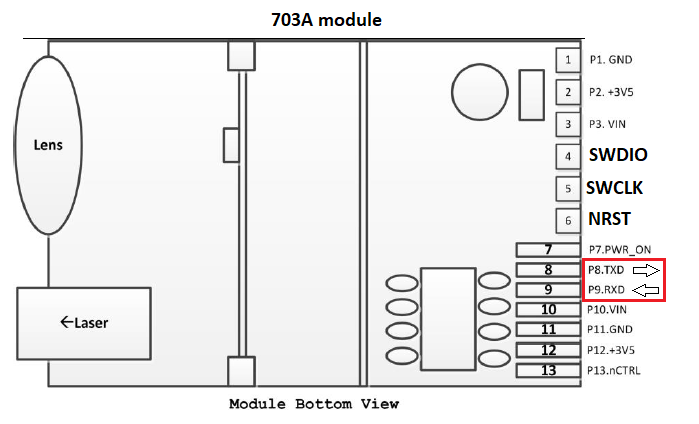 703A module
Lens
←Laser
1 P1. GND
2 P2. +3V5
3 P3. VIN
4 SWDIO
5 SWCLK
6 NRST
7 P7.PWR_ON
8 P8.TXD
9 P9.RXD
10 P10.VIN
11 P11.GND
12 P12.+3V5
13 P13.nCTRL
Module Bottom View